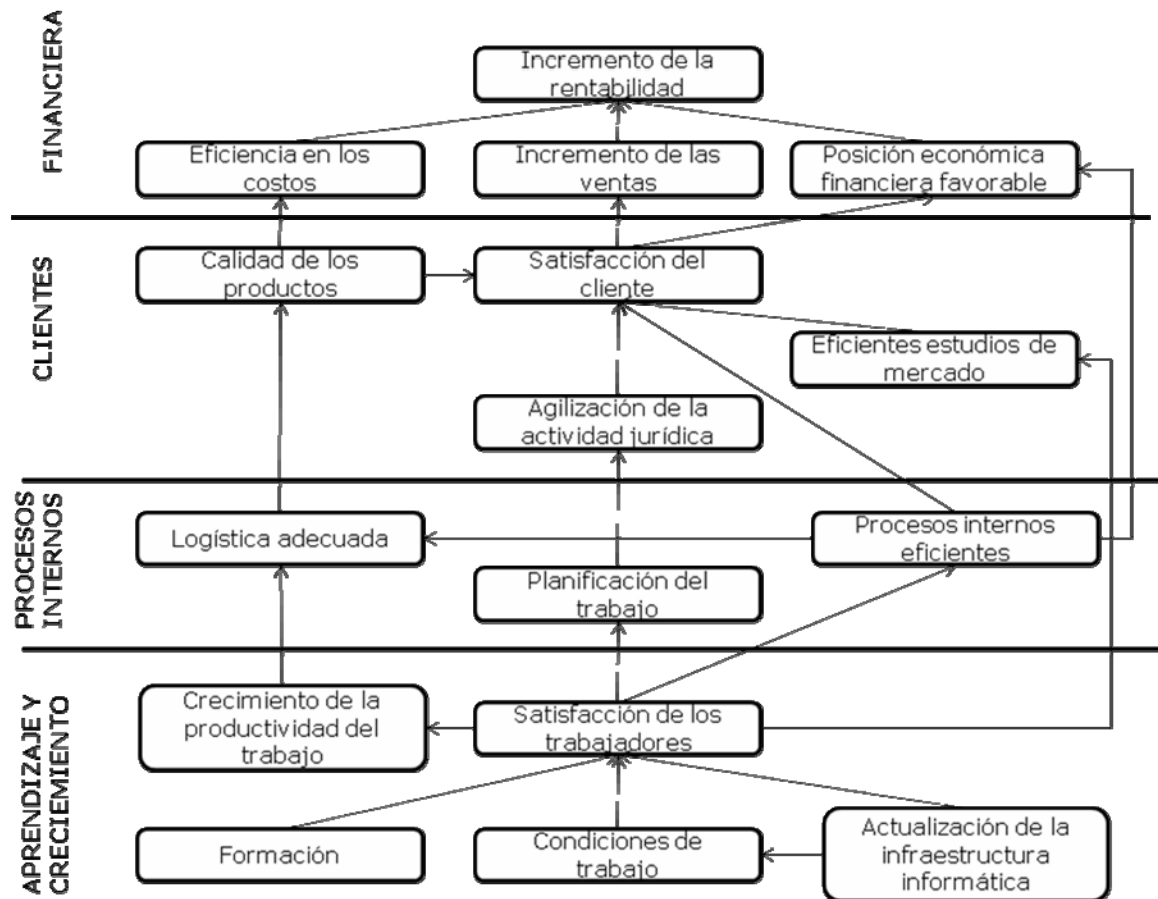 FINANCIERA
Incremento de la
rentabilidad
Eficiencia en los
costos
Incremento de las
ventas
Posición económica
financiera favorable
CLIENTES
Calidad de los
productos
Satisfacción del
cliente
Eficientes estudios de
mercado
Agilización de la
actividad jurídica
PROCESOS
INTERNOS
Logística adecuada
Procesos internos
eficientes
Planificación del
trabajo
APRENDIZAJE Y
CRECIEMIENTO
Crecimiento de la
productividad del
trabajo
Satisfacción de los
trabajadores
Formación
Condiciones de
trabajo
Actualización de la
infraestructura
informática